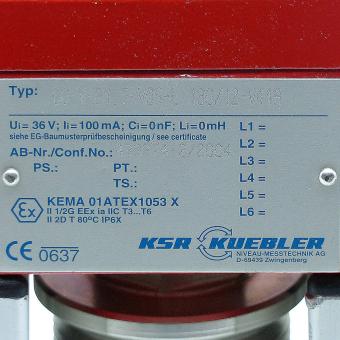 Typ:
Ui = 36 V; Ii = 100 mA; Ci = 0nF; Li = 0mH
siehe EG-Baumusterprüfbescheinigung / see certificate
AB-Nr./Conf.No.:
PS.: PT.:
TS.:
L1 =
L2 =
L3 =
L4 =
L5 =
L6 =
Ex KEMA 01ATEX1053 X
II 1/2G EEx ia IIC T3...T6
II 2D T 80°C IP6X
CE 0637
KSR KUEBLER
NIVEAU-MESSTECHNIK AG
D-69439 Zwingenberg